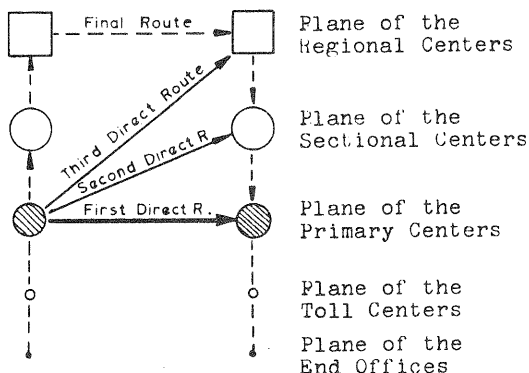 Final Route
Plane of the
Regional Centers
Third Direct Route
Plane of the
Sectional Centers
Second Direct R
First Direct R.
Plane of the
Primary Centers
Plane of the
Toll Centers
Plane of the
End Offices